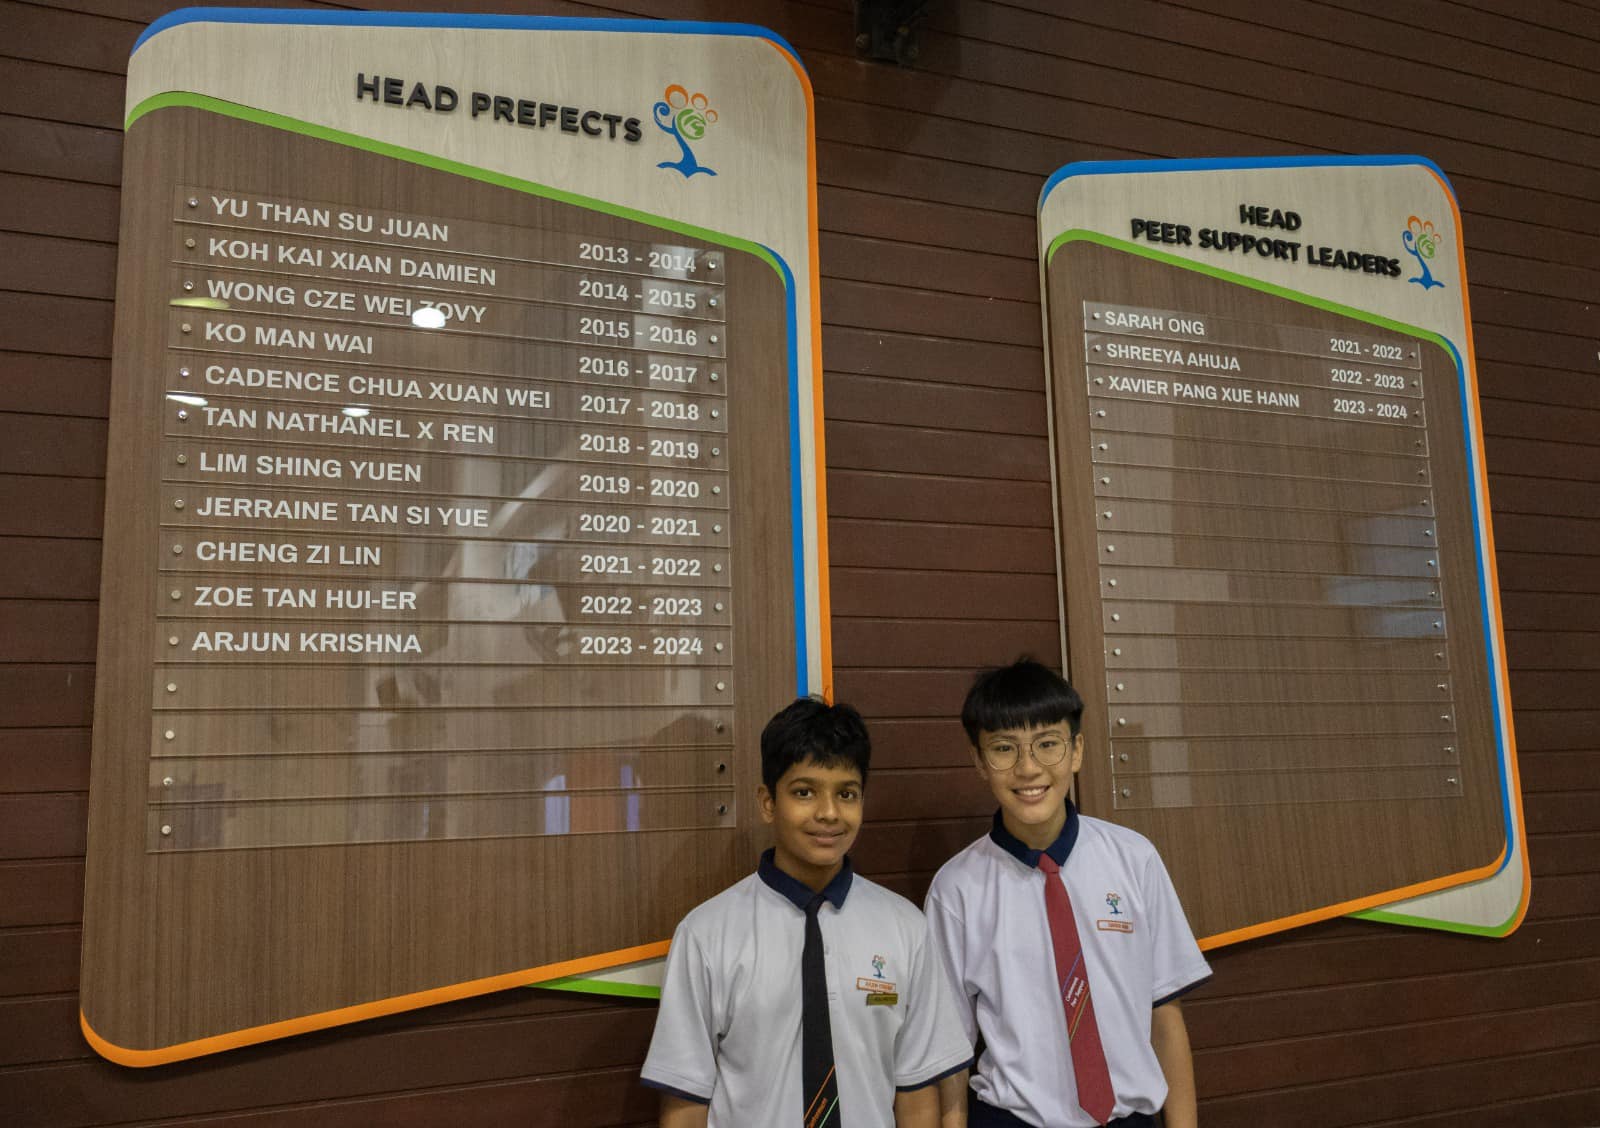 HEAD PREFECTS
YU THAN SU JUAN 2013 - 2014
KOH KAI XIAN DAMIEN 2014 - 2015
WONG CZE WEI ZOVY 2015 - 2016
KO MAN WAI 2016 - 2017
CADENCE CHUA XUAN WEI 2017 - 2018
TAN NATHANEL X REN 2018 - 2019
LIM SHING YUEN 2019 - 2020
JERRAINE TAN SI YUE 2020 - 2021
CHENG ZI LIN 2021 - 2022
ZOE TAN HUI-ER 2022 - 2023
ARJUN KRISHNA 2023 - 2024
HEAD
PEER SUPPORT LEADERS
SARAH ONG 2021 - 2022
SHREEYA AHUJA 2022 - 2023
XAVIER PANG XUE HANN 2023 - 2024
Peer Support